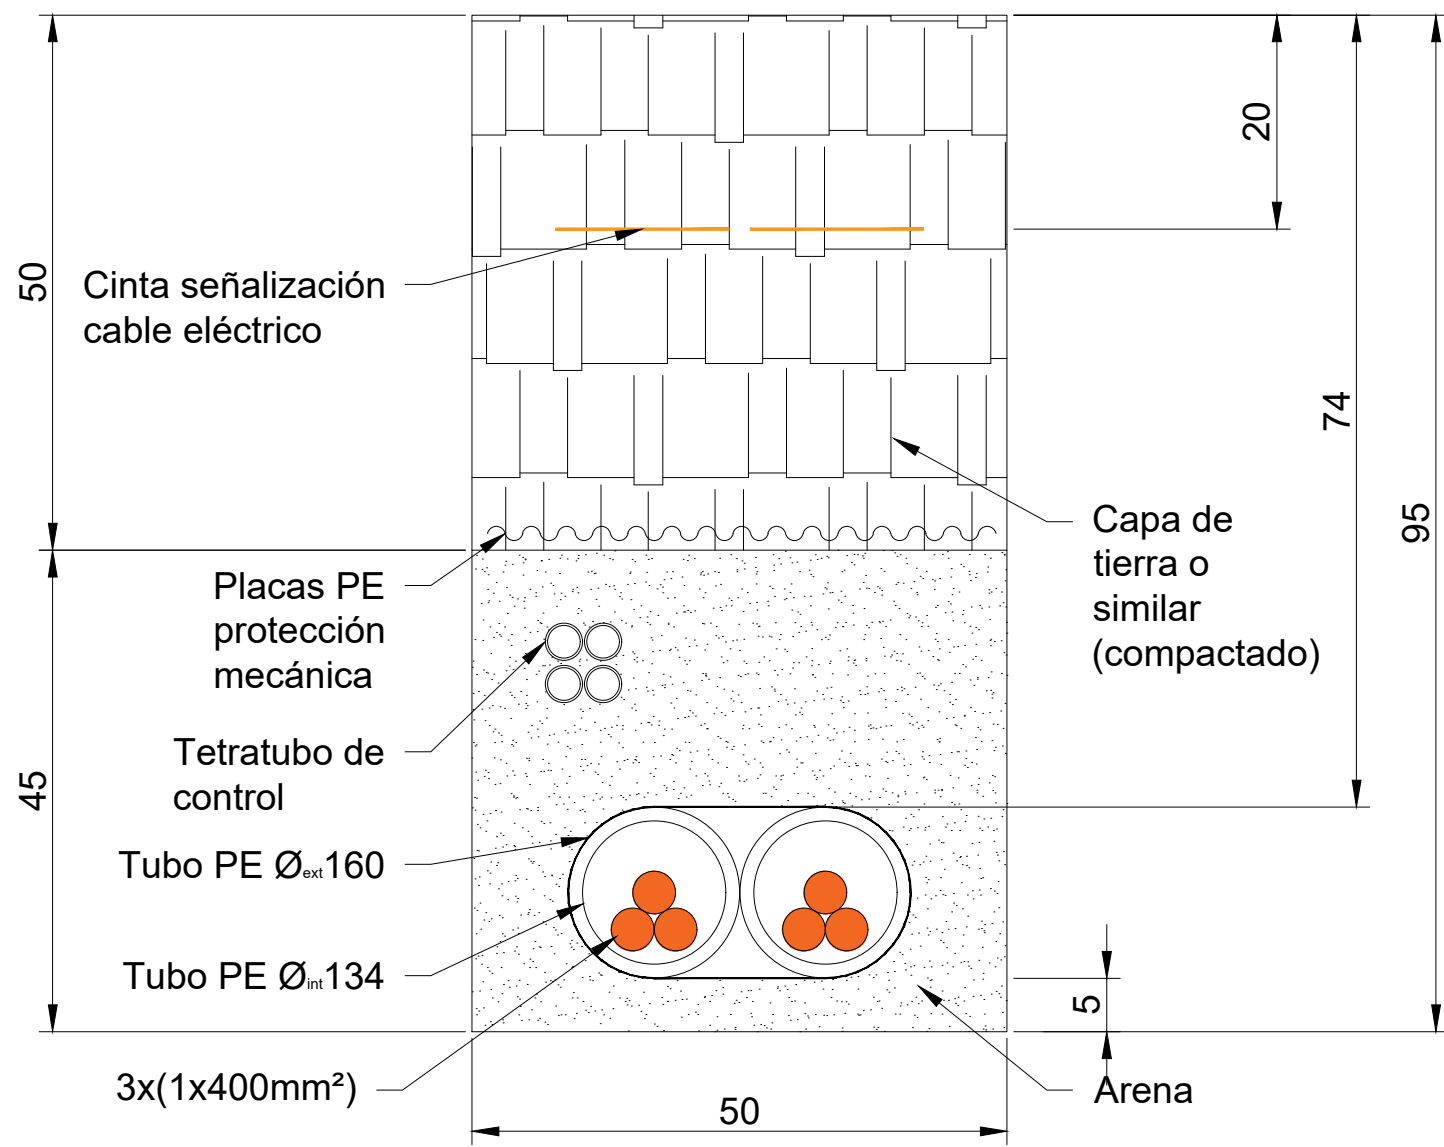 50
20
Cinta señalización
cable eléctrico
74
95
Capa de
tierra o
similar
(compactado)
Placas PE
protección
mecánica
Tetratubo de
control
45
Tubo PE Øext160
Tubo PE Øint134
5
3x(1x400mm²)
Arena
50